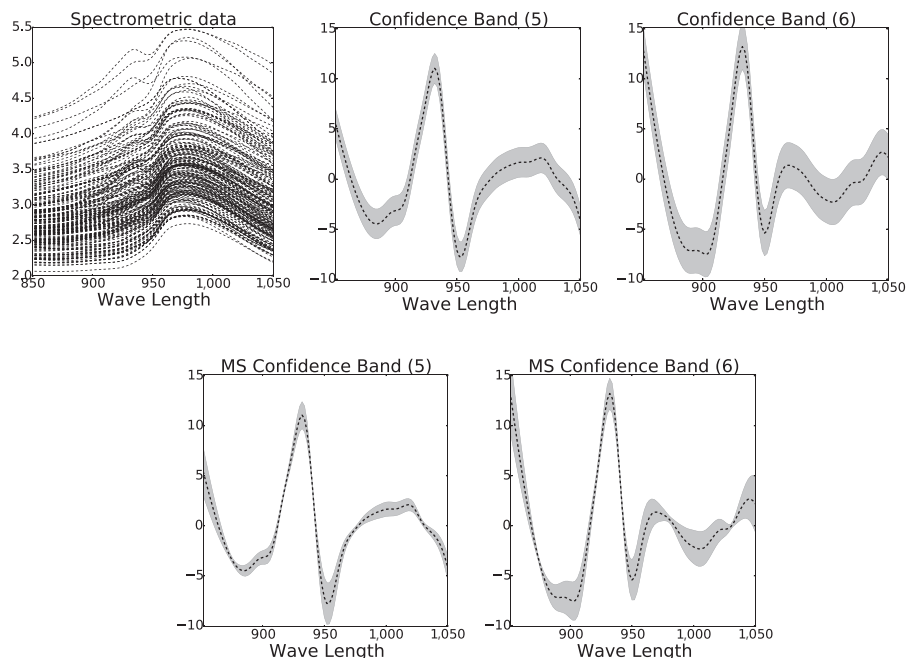 Spectrometric data
5.5
5.0
4.5
4.0
3.5
3.0
2.5
2.0
850 900 950 1,000 1,050
Wave Length
Confidence Band (5)
15
10
5
0
−5
−10
900 950 1,000 1,050
Wave Length
Confidence Band (6)
15
10
5
0
−5
−10
900 950 1,000 1,050
Wave Length
MS Confidence Band (5)
15
10
5
0
−5
−10
900 950 1,000 1,050
Wave Length
MS Confidence Band (6)
15
10
5
0
−5
−10
900 950 1,000 1,050
Wave Length